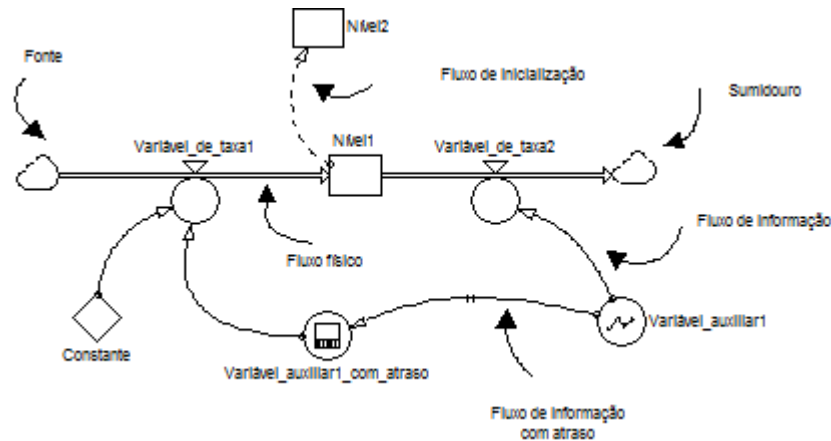 Nível2
Fonte
Fluxo de inicialização
Sumidouro
Variável_de_taxa1
Nível1
Variável_de_taxa2
Fluxo de informação
Fluxo físico
Constante
Variável_auxiliar1
Variável_auxiliar1_com_atraso
Fluxo de informação
com atraso